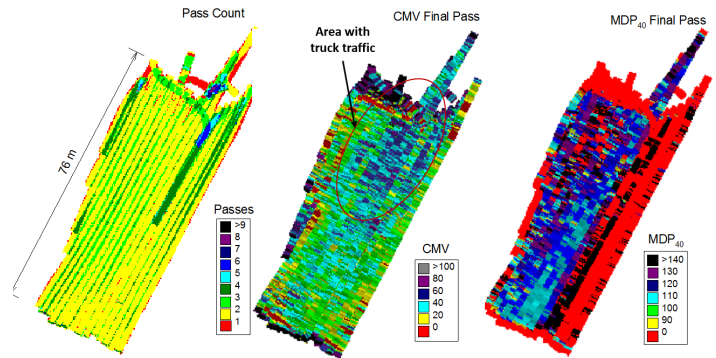 Pass Count
Area with
truck traffic
CMV Final Pass
MDP40 Final Pass
76 m
Passes
>9
8
7
6
5
4
3
2
1
CMV
>100
80
60
40
20
0
MDP40
>140
130
120
110
100
90
0